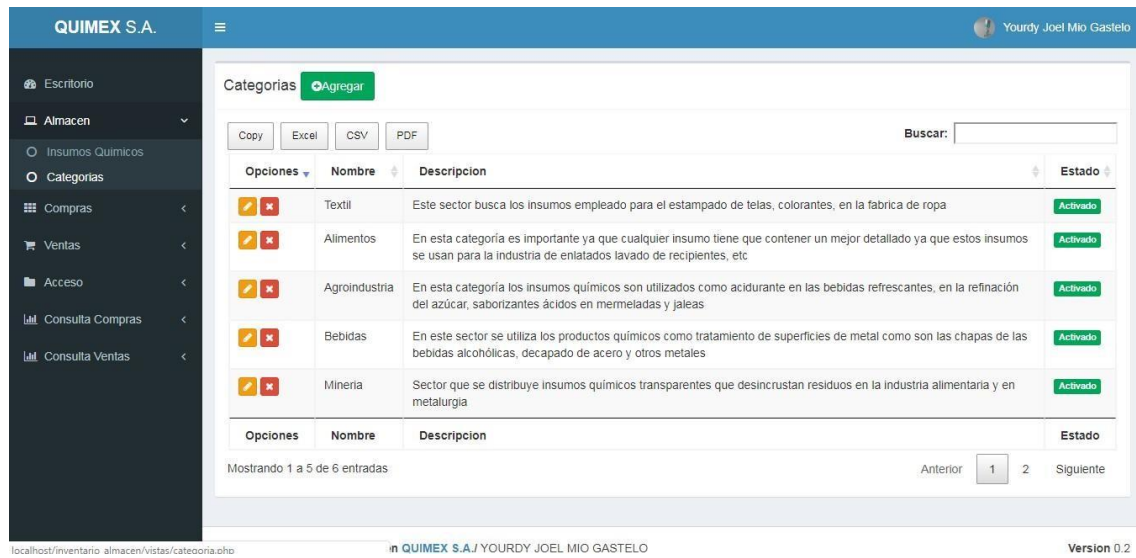 QUIMEX S.A.
Yourdy Joel Mio Gastelo
Escritorio
Almacen
Insumos Quimicos
Categorias
Compras
Ventas
Acceso
Consulta Compras
Consulta Ventas
Categorias Agregar
Copy Excel CSV PDF
Buscar:
Opciones Nombre Descripcion Estado
Textil Este sector busca los insumos empleado para el estampado de telas, colorantes, en la fabrica de ropa Activado
Alimentos En esta categoría es importante ya que cualquier insumo tiene que contener un mejor detallado ya que estos insumos Activado
se usan para la industria de enlatados lavado de recipientes, etc
Agroindustria En esta categoría los insumos químicos son utilizados como acidurante en las bebidas refrescantes, en la refinación Activado
del azúcar, saborizantes ácidos en mermeladas y jaleas
Bebidas En este sector se utiliza los productos químicos como tratamiento de superficies de metal como son las chapas de las Activado
bebidas alcohólicas, decapado de acero y otros metales
Mineria Sector que se distribuye insumos químicos transparentes que desincrustan residuos en la industria alimentaria y en Activado
metalurgia
Opciones Nombre Descripcion Estado
Mostrando 1 a 5 de 6 entradas
Anterior 1 2 Siguiente
localhost/inventario_almacen/vistas/categoria.php
n QUIMEX S.A./ YOURDY JOEL MIO GASTELO
Version 0.2